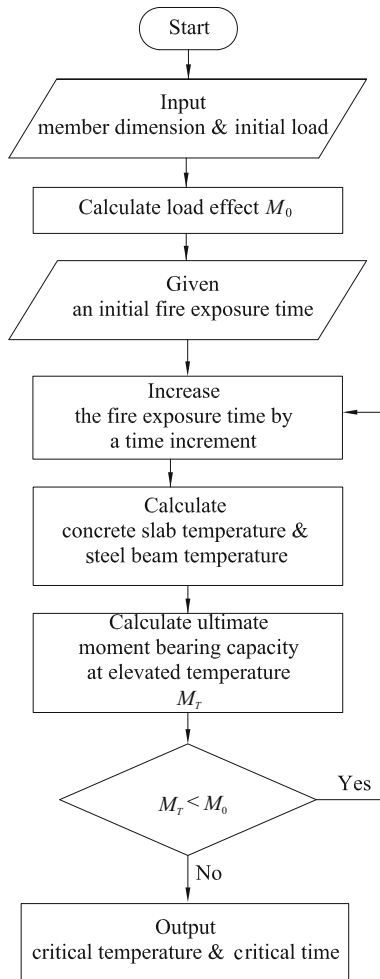 Start
Input
member dimension & initial load
Calculate load effect M₀
Given
an initial fire exposure time
Increase
the fire exposure time by
a time increment
Calculate
concrete slab temperature &
steel beam temperature
Calculate ultimate
moment bearing capacity
at elevated temperature
M_T
M_T < M₀
Yes
No
Output
critical temperature & critical time